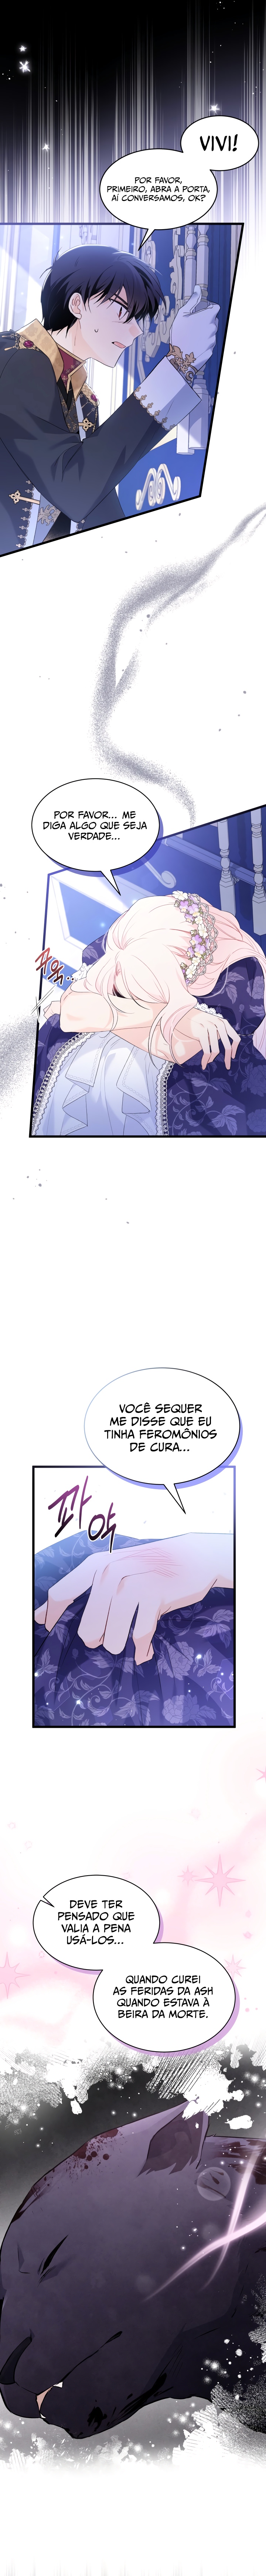 VIVI!
POR FAVOR,
PRIMEIRO, ABRA A PORTA,
AÍ CONVERSAMOS, OK?
POR FAVOR... ME
DIGA ALGO QUE SEJA
VERDADE...
VOCÊ SEQUER
ME DISSE QUE EU
TINHA FEROMÔNIOS
DE CURA...
DEVE TER
PENSADO QUE
VALIA A PENA
USÁ-LOS...
QUANDO CUREI
AS FERIDAS DA ASH
QUANDO ESTAVA À
BEIRA DA MORTE.